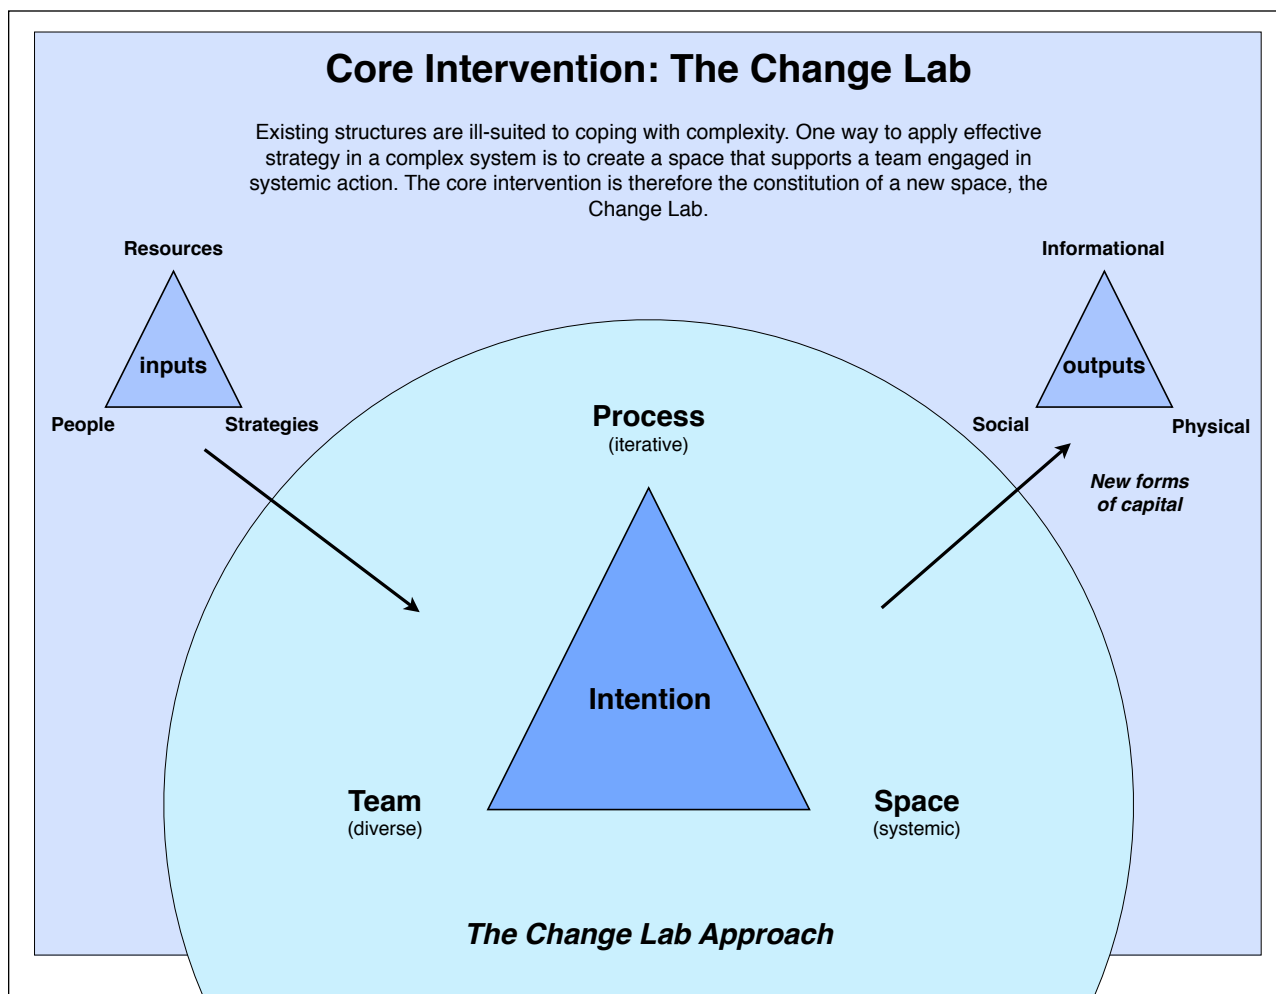 Core Intervention: The Change Lab
Existing structures are ill-suited to coping with complexity. One way to apply effective
strategy in a complex system is to create a space that supports a team engaged in
systemic action. The core intervention is therefore the constitution of a new space, the
Change Lab.
Resources
inputs
People
Strategies
Informational
outputs
Social
Physical
New forms
of capital
Process
(iterative)
Intention
Team
(diverse)
Space
(systemic)
The Change Lab Approach